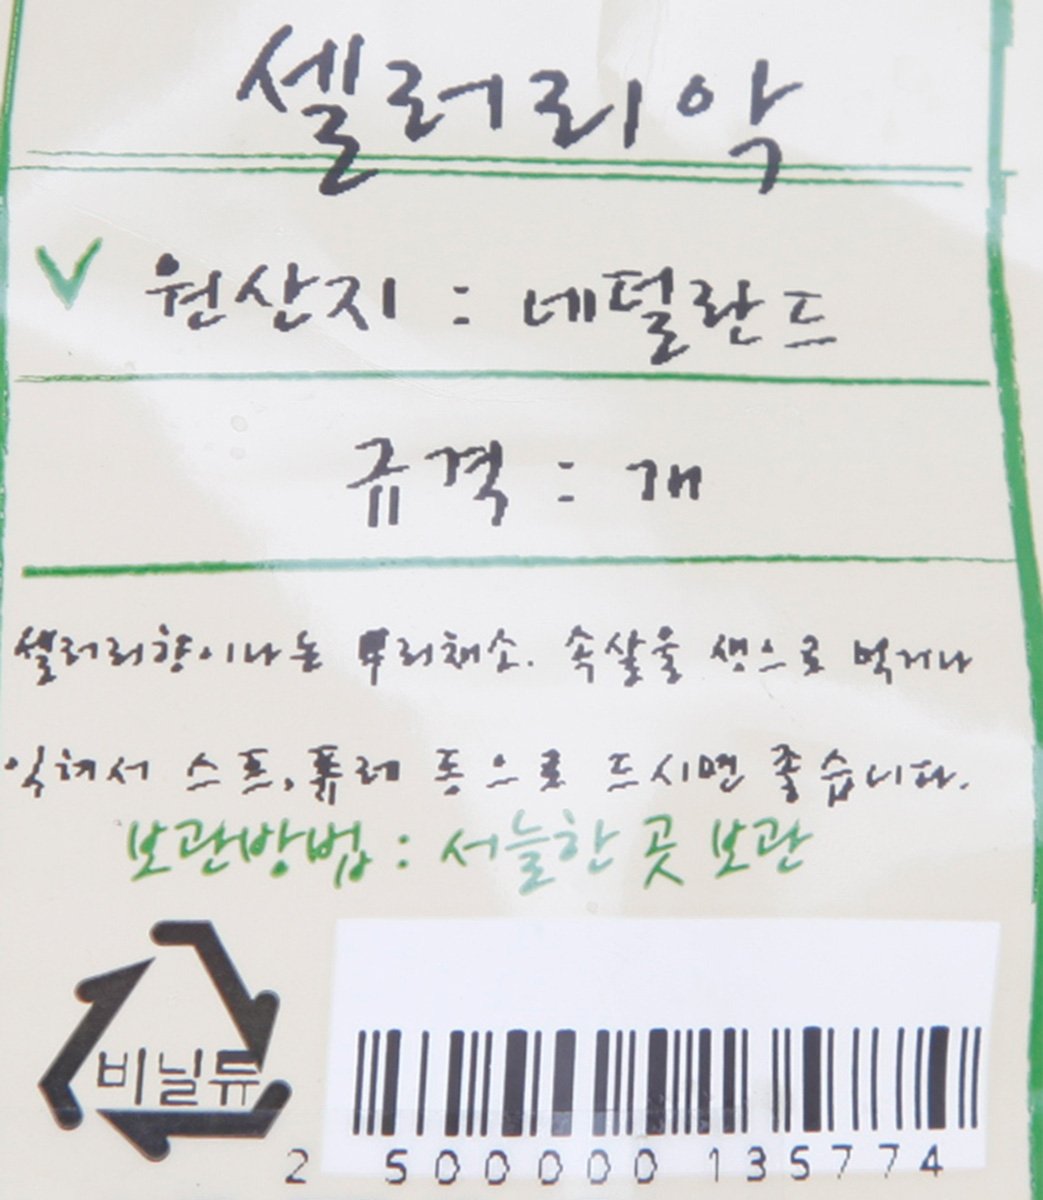 셀러리악
원산지 : 네덜란드
규격 : 개
셀러리향이나는 뿌리채소. 속살을 생으로 먹거나
익혀서 스프, 퓨레 등으로 드시면 좋습니다.
보관방법 : 서늘한 곳 보관
비닐류
2 500000 135774